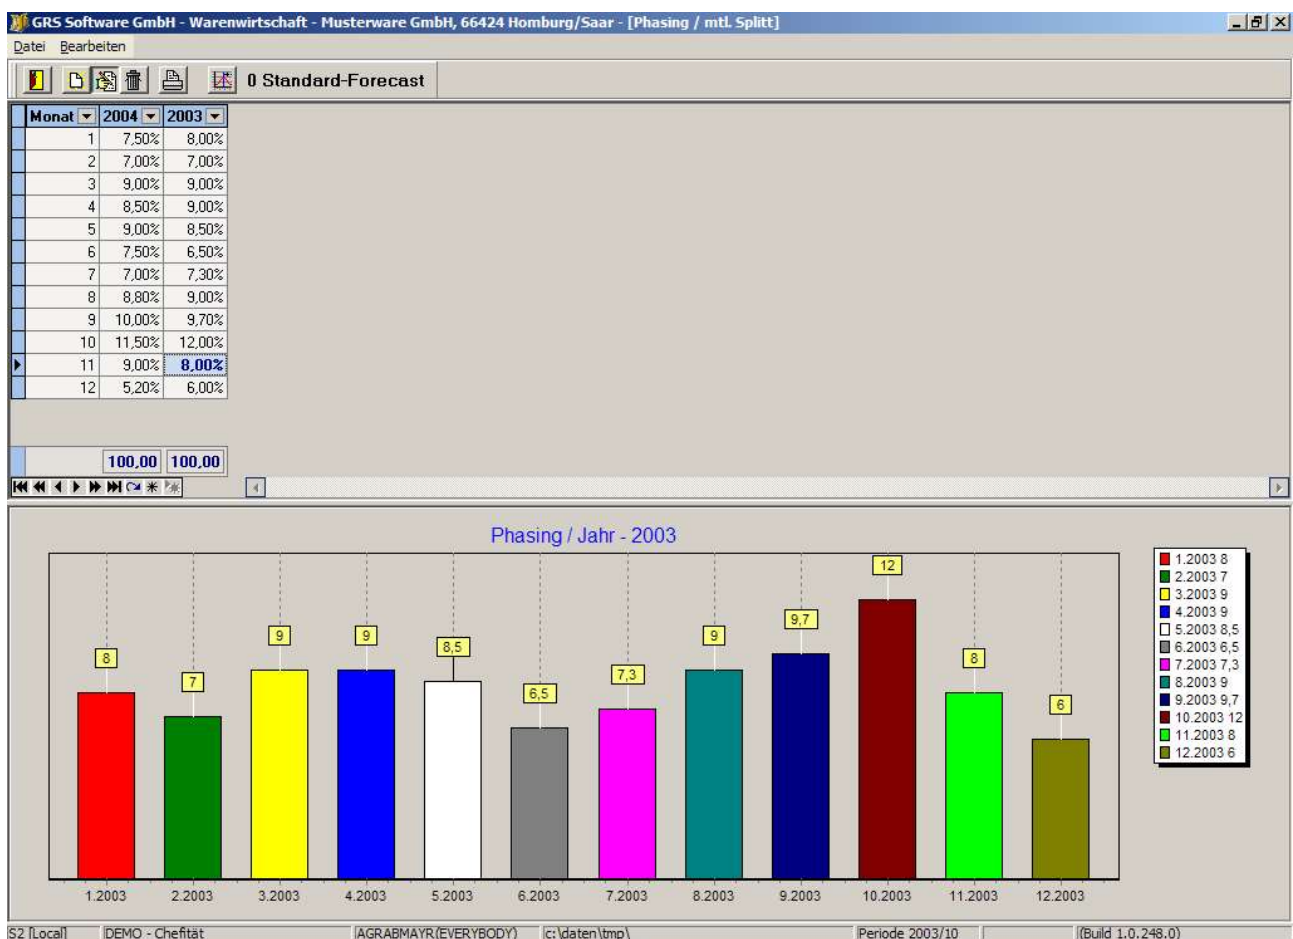 GRS Software GmbH - Warenwirtschaft - Musterware GmbH, 66424 Homburg/Saar - [Phasing / mtl. Splitt]
Datei Bearbeiten
0 Standard-Forecast
Monat 2004 2003
1 7,50% 8,00%
2 7,00% 7,00%
3 9,00% 9,00%
4 8,50% 9,00%
5 9,00% 8,50%
6 7,50% 6,50%
7 7,00% 7,30%
8 8,80% 9,00%
9 10,00% 9,70%
10 11,50% 12,00%
11 9,00% 8,00%
12 5,20% 6,00%
100,00 100,00
Phasing / Jahr - 2003
8 7 9 9 8,5 6,5 7,3 9 9,7 12 8 6
1.2003 2.2003 3.2003 4.2003 5.2003 6.2003 7.2003 8.2003 9.2003 10.2003 11.2003 12.2003
1.2003 8
2.2003 7
3.2003 9
4.2003 9
5.2003 8,5
6.2003 6,5
7.2003 7,3
8.2003 9
9.2003 9,7
10.2003 12
11.2003 8
12.2003 6
S2 [Local] DEMO - Chefität AGRABMAYR(EVERYBODY) c:\daten\tmp\ Periode 2003/10 (Build 1.0.248.0)